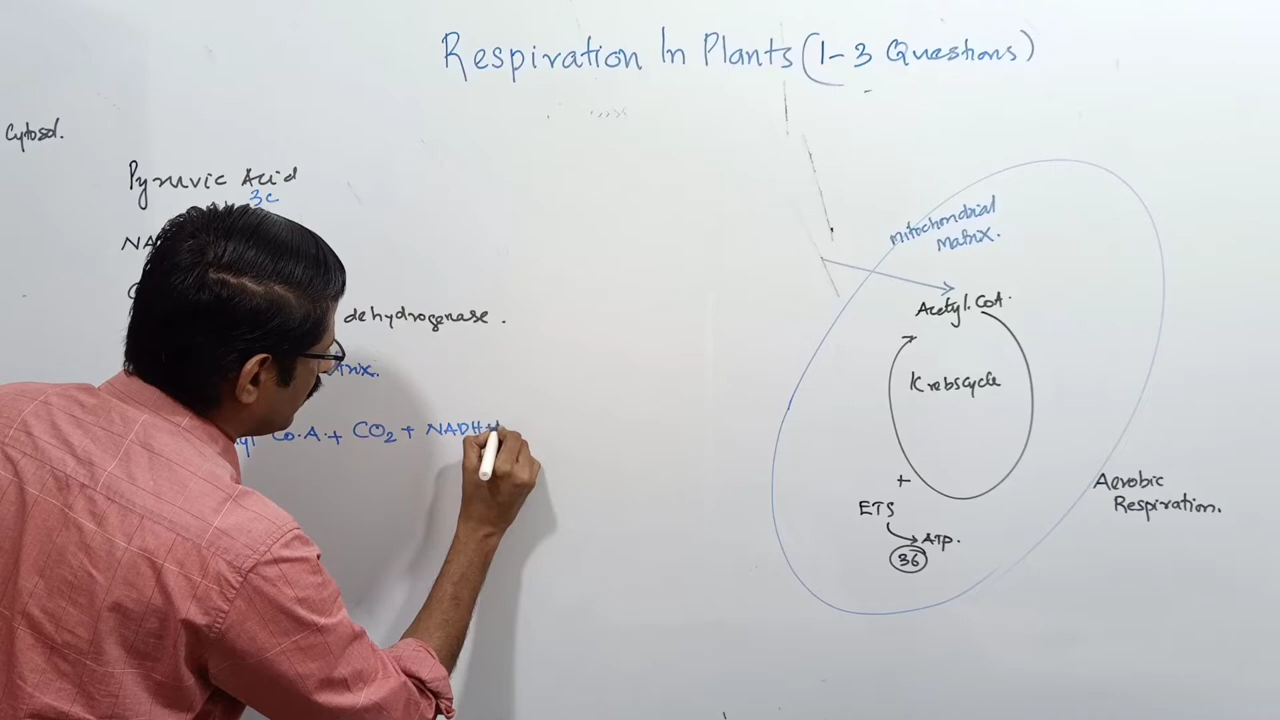 Respiration In Plants (1-3 Questions)
Cytosol.
Pyruvic Acid
3c
NA
dehydrogenase.
Co.A + CO2 + NADH+
mitochondrial
matrix.
Acetyl. CoA.
Krebscycle
+
ETS
ATP.
36
Aerobic
Respiration.